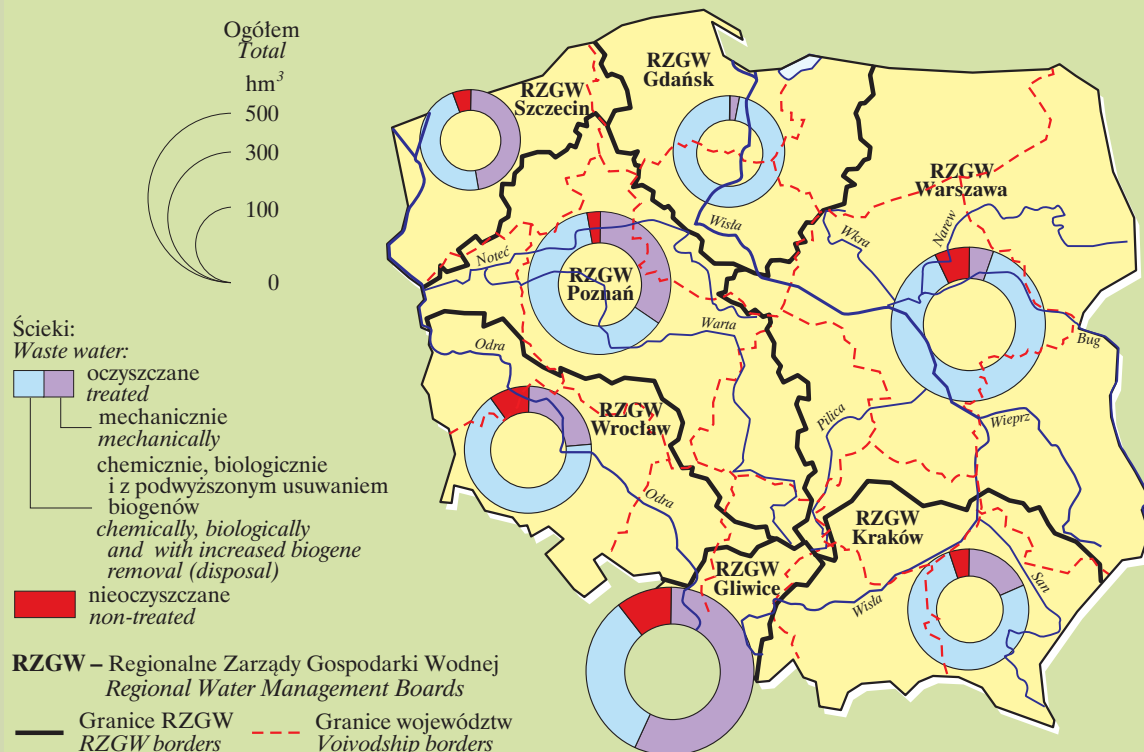 Ogółem
Total
hm³
500
300
100
0
Ścieki:
Waste water:
oczyszczane
treated
mechanicznie
mechanically
chemicznie, biologicznie
i z podwyższonym usuwaniem
biogenów
chemically, biologically
and with increased biogene
removal (disposal)
nieoczyszczane
non-treated
RZGW – Regionalne Zarządy Gospodarki Wodnej
Regional Water Management Boards
Granice RZGW
RZGW borders
Granice województw
Voivodship borders
RZGW
Szczecin
RZGW
Gdańsk
RZGW
Warszawa
RZGW
Poznań
RZGW
Wrocław
RZGW
Gliwice
RZGW
Kraków
Noteć
Wisła
Wkra
Narew
Bug
Warta
Odra
Odra
Pilica
Wieprz
Wisła
San